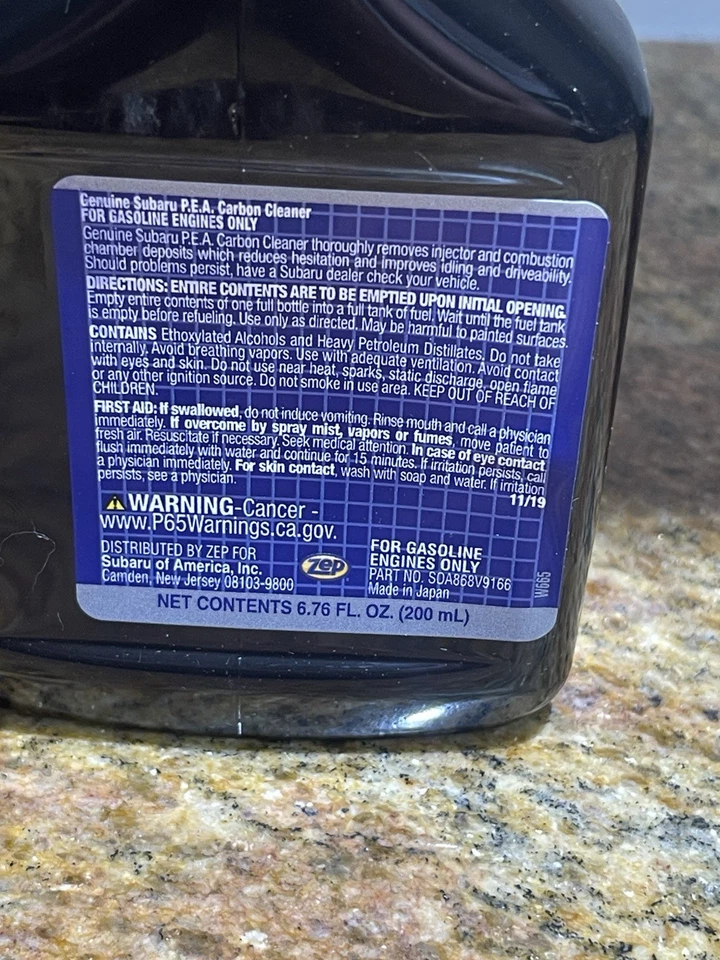 Genuine Subaru P.E.A. Carbon Cleaner
FOR GASOLINE ENGINES ONLY
Genuine Subaru P.E.A. Carbon Cleaner thoroughly removes injector and combustion
chamber deposits which reduces hesitation and improves idling and driveability.
Should problems persist, have a Subaru dealer check your vehicle.
DIRECTIONS: ENTIRE CONTENTS ARE TO BE EMPTIED UPON INITIAL OPENING.
Empty entire contents of one full bottle into a full tank of fuel. Wait until the fuel tank
is empty before refueling. Use only as directed. May be harmful to painted surfaces.
CONTAINS Ethoxylated Alcohols and Heavy Petroleum Distillates. Do not take
internally. Avoid breathing vapors. Use with adequate ventilation. Avoid contact
with eyes and skin. Do not use near heat, sparks, static discharge, open flame
or any other ignition source. Do not smoke in use area. KEEP OUT OF REACH OF
CHILDREN.
FIRST AID: If swallowed, do not induce vomiting. Rinse mouth and call a physician
immediately. If overcome by spray mist, vapors or fumes, move patient to
fresh air. Resuscitate if necessary. Seek medical attention. In case of eye contact,
flush immediately with water and continue for 15 minutes. If irritation persists, call
a physician immediately. For skin contact, wash with soap and water. If irritation
persists, see a physician.
11/19
WARNING-Cancer -
www.P65Warnings.ca.gov.
DISTRIBUTED BY ZEP FOR
Subaru of America, Inc.
Camden, New Jersey 08103-9800
zep
FOR GASOLINE
ENGINES ONLY
PART NO. SOA868V9166
Made in Japan
W665
NET CONTENTS 6.76 FL. OZ. (200 mL)